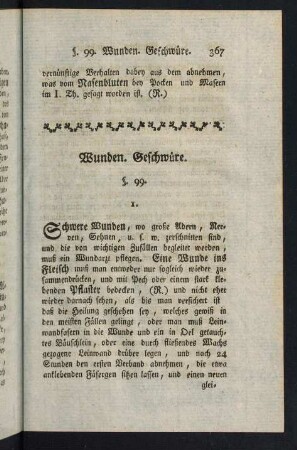 §. 99. Wunden. Geschwüre. 367
vernünftige Verhalten dabey aus dem abnehmen,
was vom Nasenbluten bey Pocken und Masern
im I. Th. gesagt worden ist. (R.)
Wunden. Geschwüre.
§. 99.
1.
Schwere Wunden, wo große Adern, Ner-
ven, Sehnen, u. s. w. zerschnitten sind,
und die von wichtigen Zufällen begleitet werden,
muß ein Wundarzt pflegen. Eine Wunde ins
Fleisch muß man entweder nur sogleich wieder zu-
sammendrücken, und mit Pech oder einem stark kle-
benden Pflaster bedecken, (R.) und nicht eher
wieder darnach sehen, als bis man versichert ist
daß die Heilung geschehen sey, welches gewiß in
den meisten Fällen gelingt, oder man muß Lein-
wandfasern in die Wunde und ein in Oel getauch-
tes Bäuschlein, oder eine durch fließendes Wachs
gezogene Leinwand drüber legen, und nach 24
Stunden den ersten Verband abnehmen, die etwa
anklebenden Fäsergen sitzen lassen, und einen neuen
glei-